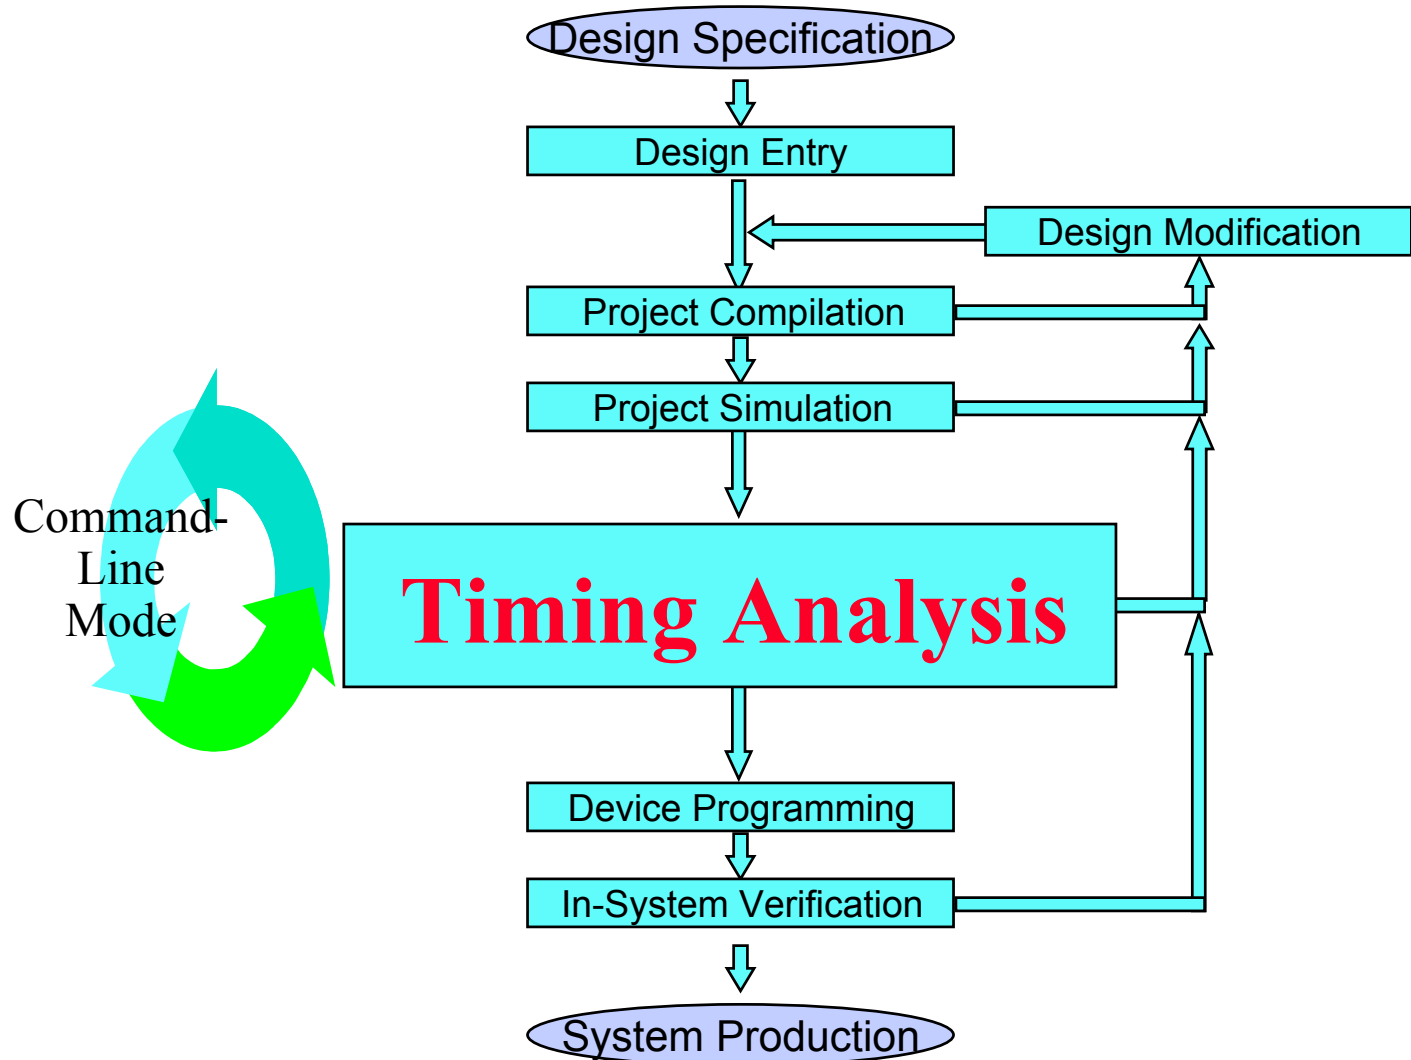 Design Specification
Design Entry
Design Modification
Project Compilation
Project Simulation
Command-
Line
Mode
Timing Analysis
Device Programming
In-System Verification
System Production